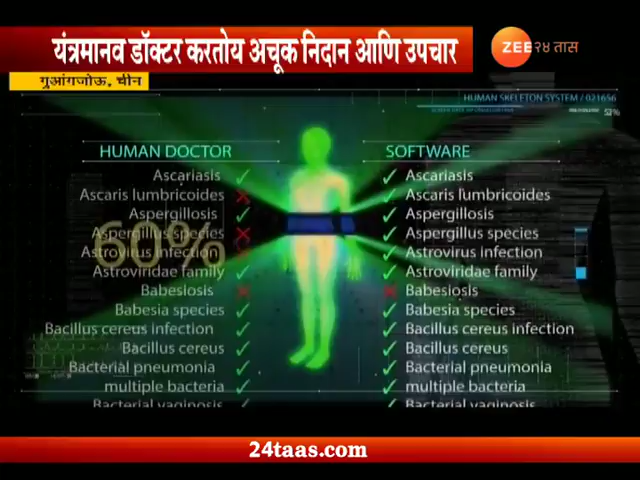 यंत्रमानव डॉक्टर करतोय अचूक निदान आणि उपचार
ZEE २४ तास
गुआंगजोऊ, चीन
HUMAN SKELETON SYSTEM / 021656
52%
HUMAN DOCTOR
Ascariasis
Ascaris lumbricoides
Aspergillosis
Aspergillus species
Astrovirus infection
Astroviridae family
Babesiosis
Babesia species
Bacillus cereus infection
Bacillus cereus
Bacterial pneumonia
multiple bacteria
Bacterial vaginosis
60%
SOFTWARE
Ascariasis
Ascaris lumbricoides
Aspergillosis
Aspergillus species
Astrovirus infection
Astroviridae family
Babesiosis
Babesia species
Bacillus cereus infection
Bacillus cereus
Bacterial pneumonia
multiple bacteria
Bacterial vaginosis
24taas.com